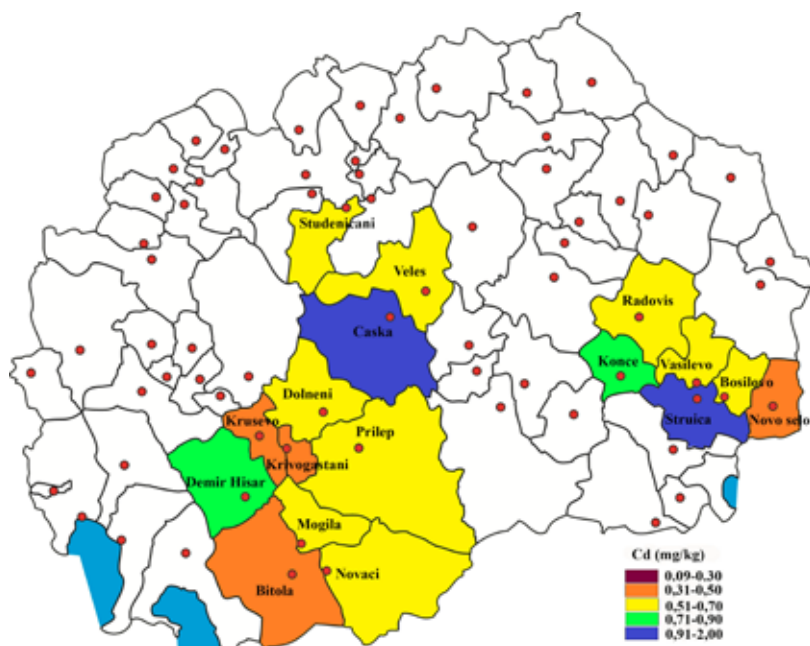 Studenicani
Veles
Radovis
Caska
Konce
Vasilevo
Bosilovo
Dolneni
Struica
Novo selo
Krusevo
Prilep
Krivogastani
Demir Hisar
Mogila
Novaci
Bitola
Cd (mg/kg)
0,09-0,30
0,31-0,50
0,51-0,70
0,71-0,90
0,91-2,00